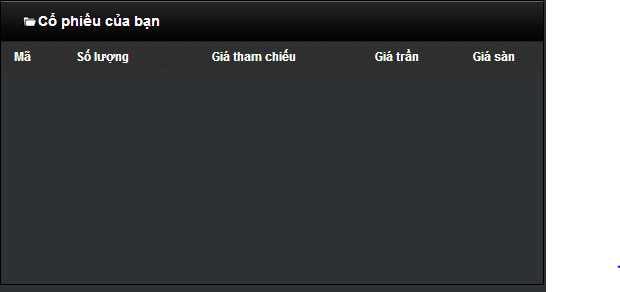 Cổ phiếu của bạn
Mã Số lượng Giá tham chiếu Giá trần Giá sàn